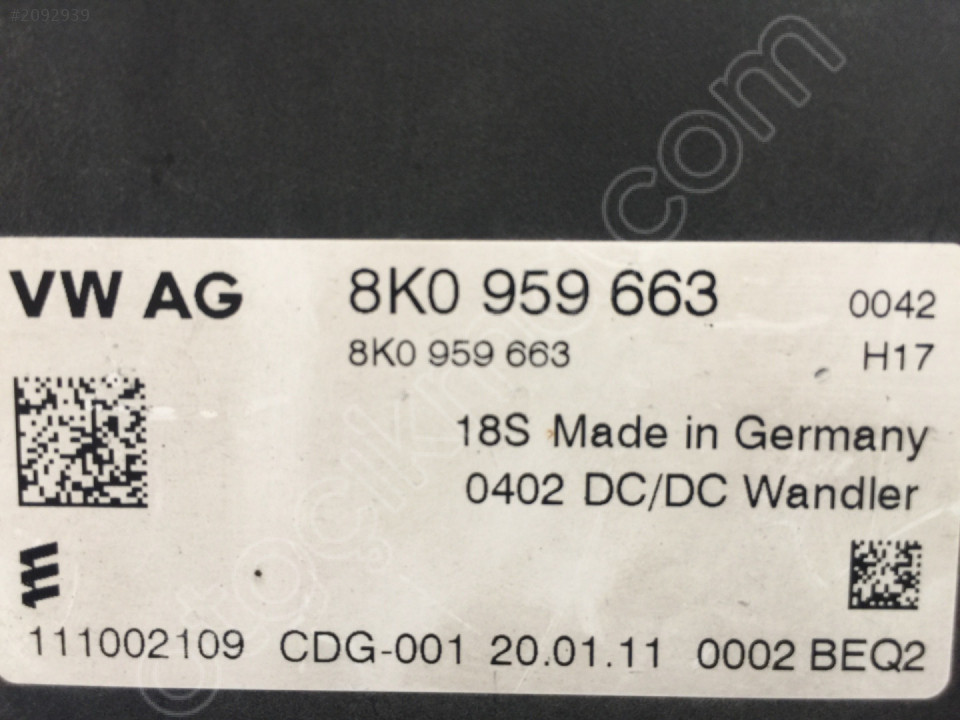 #2092939
VW AG 8K0 959 663 0042
8K0 959 663 H17
18S Made in Germany
0402 DC/DC Wandler
111002109 CDG-001 20.01.11 0002 BEQ2